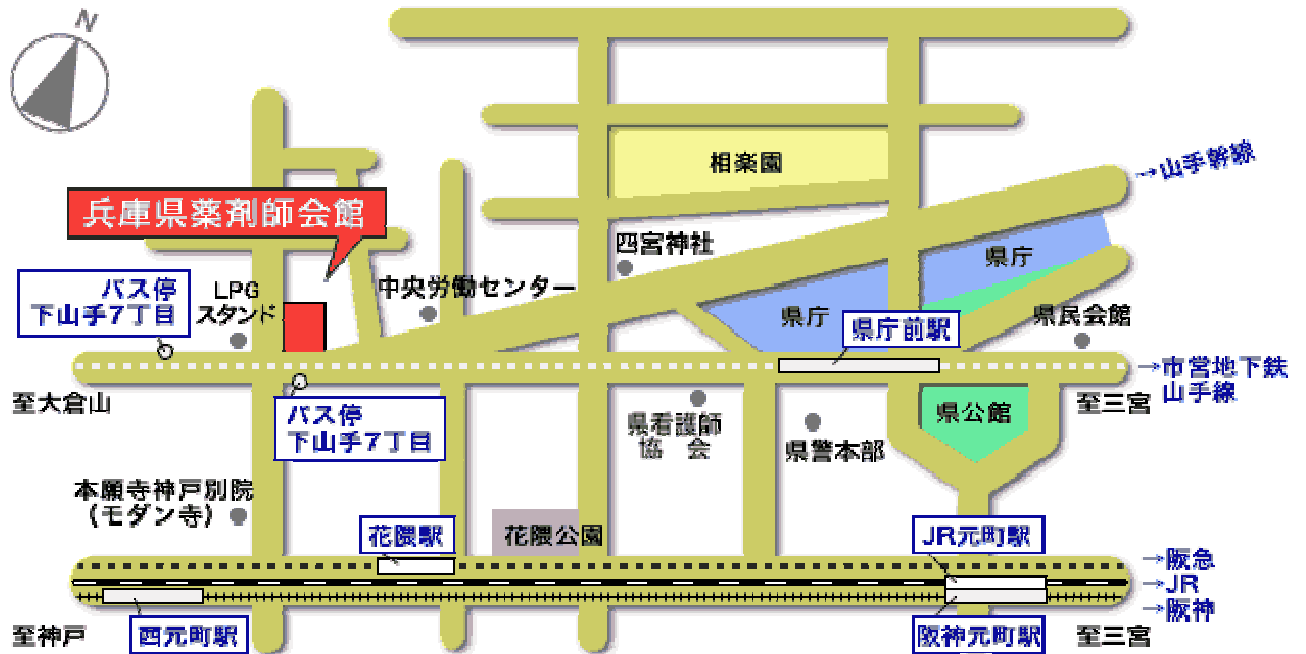 N
相楽園
→山手幹線
兵庫県薬剤師会館
四宮神社
県庁
バス停
下山手7丁目
LPG
スタンド
中央労働センター
県庁
県庁前駅
県民会館
→市営地下鉄
山手線
至大倉山
バス停
下山手7丁目
県看護師
協　会
県警本部
県公館
至三宮
本願寺神戸別院
(モダン寺)
花隈駅
花隈公園
JR元町駅
→阪急
→JR
→阪神
至神戸
西元町駅
阪神元町駅
至三宮